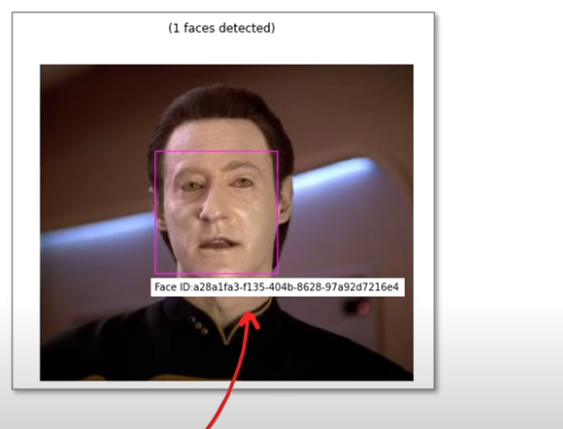 (1 faces detected)
Face ID:a28a1fa3-f135-404b-8628-97a92d7216e4